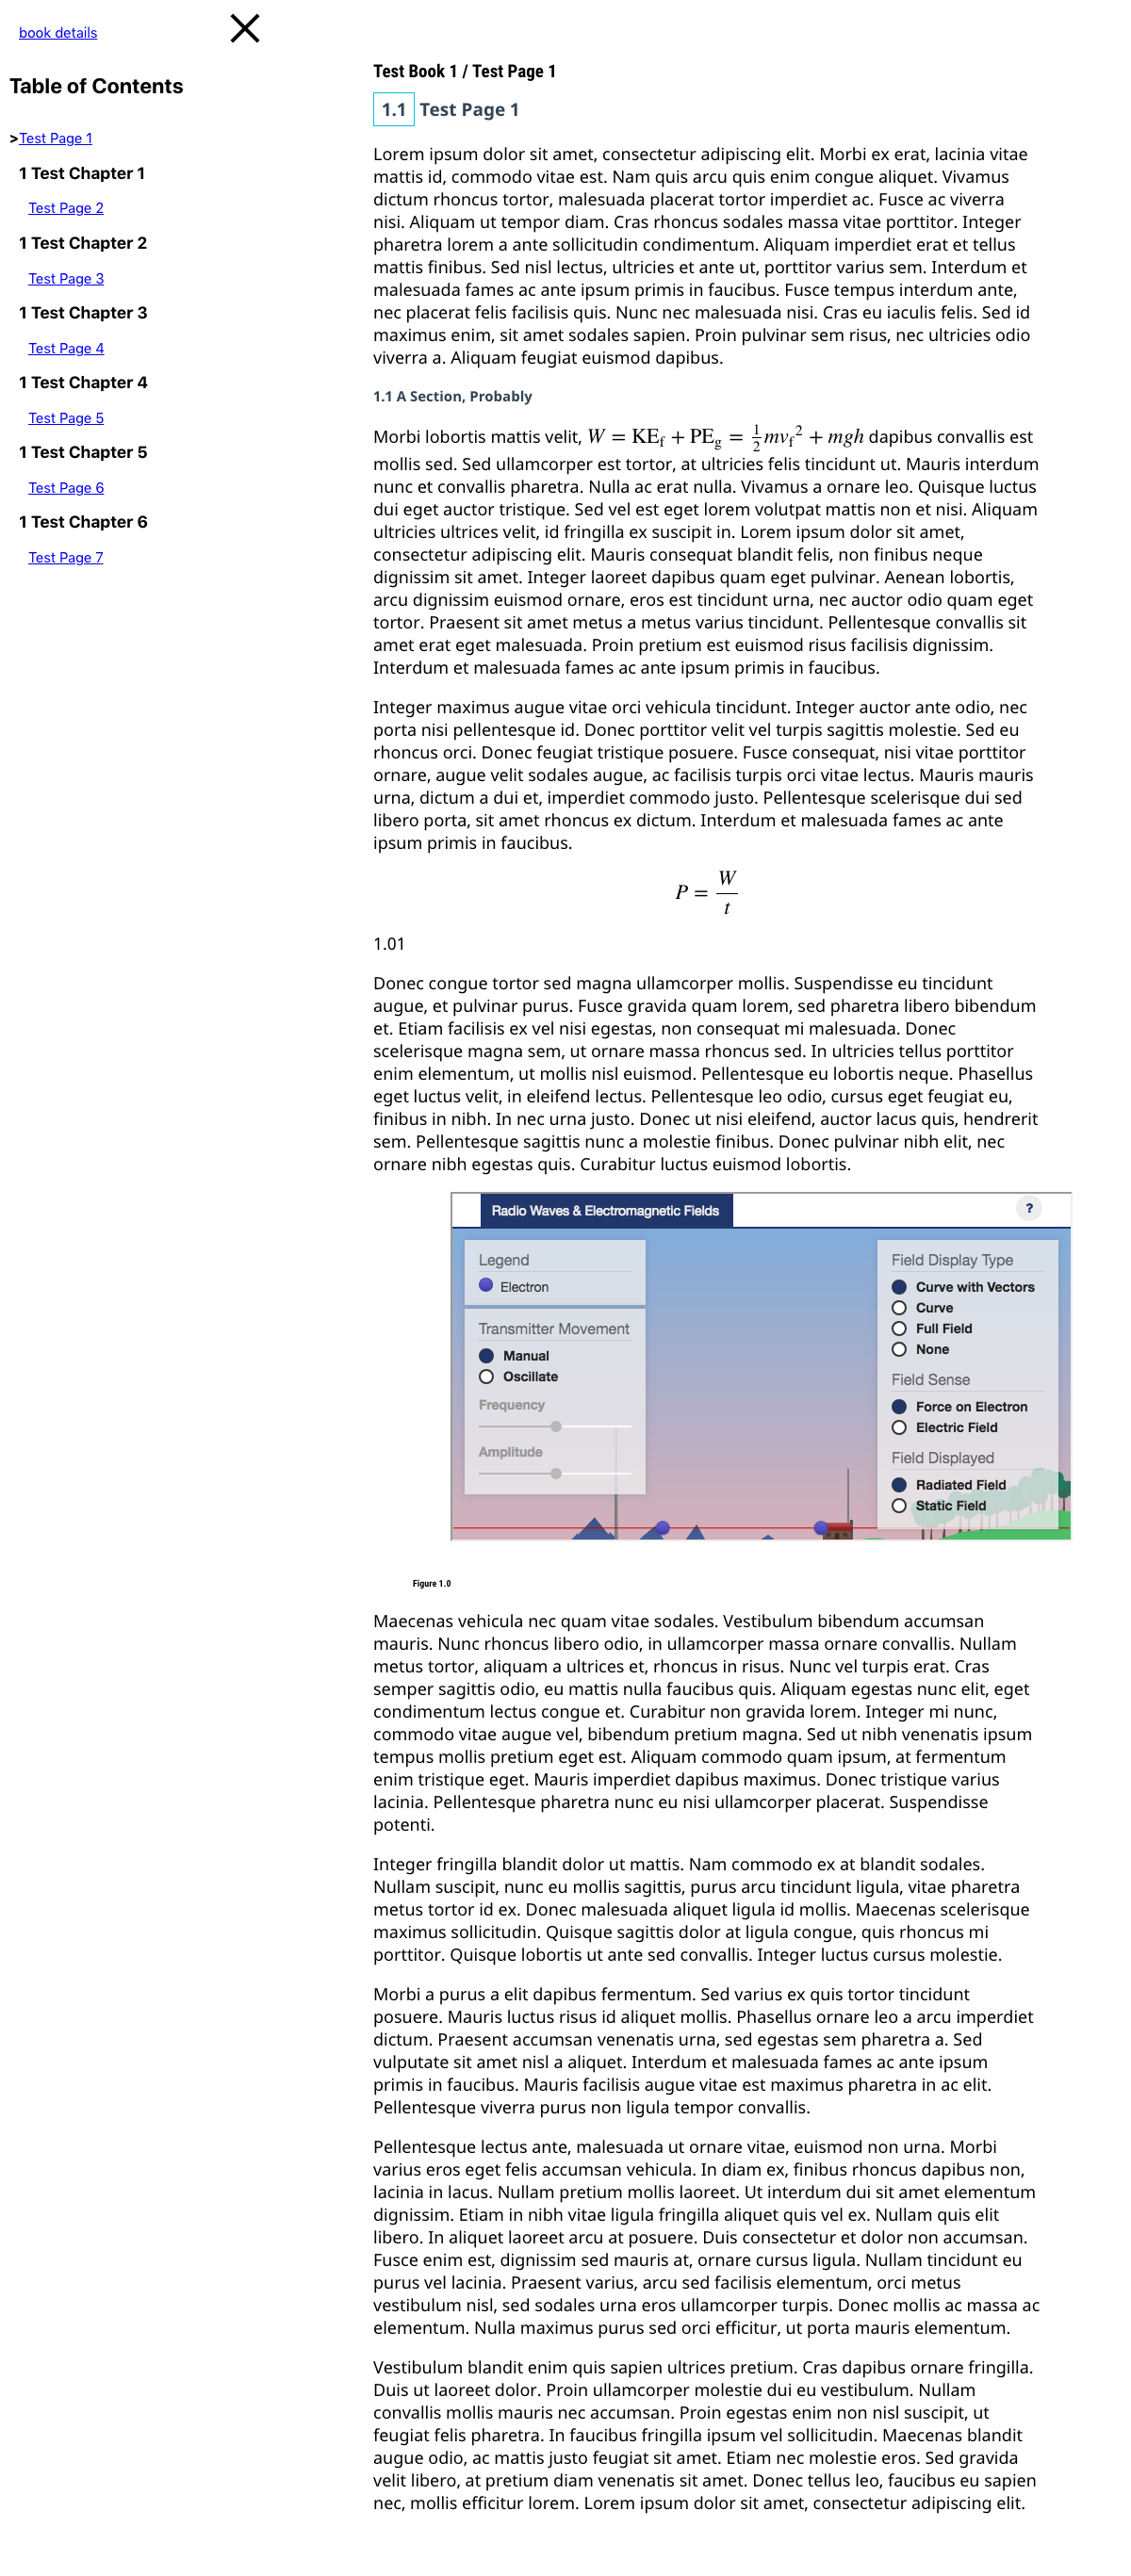 book details
Table of Contents
>Test Page 1
1 Test Chapter 1
Test Page 2
1 Test Chapter 2
Test Page 3
1 Test Chapter 3
Test Page 4
1 Test Chapter 4
Test Page 5
1 Test Chapter 5
Test Page 6
1 Test Chapter 6
Test Page 7
Test Book 1 / Test Page 1
1.1 Test Page 1
Lorem ipsum dolor sit amet, consectetur adipiscing elit. Morbi ex erat, lacinia vitae
mattis id, commodo vitae est. Nam quis arcu quis enim congue aliquet. Vivamus
dictum rhoncus tortor, malesuada placerat tortor imperdiet ac. Fusce ac viverra
nisi. Aliquam ut tempor diam. Cras rhoncus sodales massa vitae porttitor. Integer
pharetra lorem a ante sollicitudin condimentum. Aliquam imperdiet erat et tellus
mattis finibus. Sed nisl lectus, ultricies et ante ut, porttitor varius sem. Interdum et
malesuada fames ac ante ipsum primis in faucibus. Fusce tempus interdum ante,
nec placerat felis facilisis quis. Nunc nec malesuada nisi. Cras eu iaculis felis. Sed id
maximus enim, sit amet sodales sapien. Proin pulvinar sem risus, nec ultricies odio
viverra a. Aliquam feugiat euismod dapibus.
1.1 A Section, Probably
Morbi lobortis mattis velit, W = KE_f + PE_g = 1/2 mv_f^2 + mgh dapibus convallis est
mollis sed. Sed ullamcorper est tortor, at ultricies felis tincidunt ut. Mauris interdum
nunc et convallis pharetra. Nulla ac erat nulla. Vivamus a ornare leo. Quisque luctus
dui eget auctor tristique. Sed vel est eget lorem volutpat mattis non et nisi. Aliquam
ultricies ultrices velit, id fringilla ex suscipit in. Lorem ipsum dolor sit amet,
consectetur adipiscing elit. Mauris consequat blandit felis, non finibus neque
dignissim sit amet. Integer laoreet dapibus quam eget pulvinar. Aenean lobortis,
arcu dignissim euismod ornare, eros est tincidunt urna, nec auctor odio quam eget
tortor. Praesent sit amet metus a metus varius tincidunt. Pellentesque convallis sit
amet erat eget malesuada. Proin pretium est euismod risus facilisis dignissim.
Interdum et malesuada fames ac ante ipsum primis in faucibus.
Integer maximus augue vitae orci vehicula tincidunt. Integer auctor ante odio, nec
porta nisi pellentesque id. Donec porttitor velit vel turpis sagittis molestie. Sed eu
rhoncus orci. Donec feugiat tristique posuere. Fusce consequat, nisi vitae porttitor
ornare, augue velit sodales augue, ac facilisis turpis orci vitae lectus. Mauris mauris
urna, dictum a dui et, imperdiet commodo justo. Pellentesque scelerisque dui sed
libero porta, sit amet rhoncus ex dictum. Interdum et malesuada fames ac ante
ipsum primis in faucibus.
P = W/t
1.01
Donec congue tortor sed magna ullamcorper mollis. Suspendisse eu tincidunt
augue, et pulvinar purus. Fusce gravida quam lorem, sed pharetra libero bibendum
et. Etiam facilisis ex vel nisi egestas, non consequat mi malesuada. Donec
scelerisque magna sem, ut ornare massa rhoncus sed. In ultricies tellus porttitor
enim elementum, ut mollis nisl euismod. Pellentesque eu lobortis neque. Phasellus
eget luctus velit, in eleifend lectus. Pellentesque leo odio, cursus eget feugiat eu,
finibus in nibh. In nec urna justo. Donec ut nisi eleifend, auctor lacus quis, hendrerit
sem. Pellentesque sagittis nunc a molestie finibus. Donec pulvinar nibh elit, nec
ornare nibh egestas quis. Curabitur luctus euismod lobortis.
Radio Waves & Electromagnetic Fields
?
Legend
Electron
Transmitter Movement
Manual
Oscillate
Frequency
Amplitude
Field Display Type
Curve with Vectors
Curve
Full Field
None
Field Sense
Force on Electron
Electric Field
Field Displayed
Radiated Field
Static Field
Figure 1.0
Maecenas vehicula nec quam vitae sodales. Vestibulum bibendum accumsan
mauris. Nunc rhoncus libero odio, in ullamcorper massa ornare convallis. Nullam
metus tortor, aliquam a ultrices et, rhoncus in risus. Nunc vel turpis erat. Cras
semper sagittis odio, eu mattis nulla faucibus quis. Aliquam egestas nunc elit, eget
condimentum lectus congue et. Curabitur non gravida lorem. Integer mi nunc,
commodo vitae augue vel, bibendum pretium magna. Sed ut nibh venenatis ipsum
tempus mollis pretium eget est. Aliquam commodo quam ipsum, at fermentum
enim tristique eget. Mauris imperdiet dapibus maximus. Donec tristique varius
lacinia. Pellentesque pharetra nunc eu nisi ullamcorper placerat. Suspendisse
potenti.
Integer fringilla blandit dolor ut mattis. Nam commodo ex at blandit sodales.
Nullam suscipit, nunc eu mollis sagittis, purus arcu tincidunt ligula, vitae pharetra
metus tortor id ex. Donec malesuada aliquet ligula id mollis. Maecenas scelerisque
maximus sollicitudin. Quisque sagittis dolor at ligula congue, quis rhoncus mi
porttitor. Quisque lobortis ut ante sed convallis. Integer luctus cursus molestie.
Morbi a purus a elit dapibus fermentum. Sed varius ex quis tortor tincidunt
posuere. Mauris luctus risus id aliquet mollis. Phasellus ornare leo a arcu imperdiet
dictum. Praesent accumsan venenatis urna, sed egestas sem pharetra a. Sed
vulputate sit amet nisl a aliquet. Interdum et malesuada fames ac ante ipsum
primis in faucibus. Mauris facilisis augue vitae est maximus pharetra in ac elit.
Pellentesque viverra purus non ligula tempor convallis.
Pellentesque lectus ante, malesuada ut ornare vitae, euismod non urna. Morbi
varius eros eget felis accumsan vehicula. In diam ex, finibus rhoncus dapibus non,
lacinia in lacus. Nullam pretium mollis laoreet. Ut interdum dui sit amet elementum
dignissim. Etiam in nibh vitae ligula fringilla aliquet quis vel ex. Nullam quis elit
libero. In aliquet laoreet arcu at posuere. Duis consectetur et dolor non accumsan.
Fusce enim est, dignissim sed mauris at, ornare cursus ligula. Nullam tincidunt eu
purus vel lacinia. Praesent varius, arcu sed facilisis elementum, orci metus
vestibulum nisl, sed sodales urna eros ullamcorper turpis. Donec mollis ac massa ac
elementum. Nulla maximus purus sed orci efficitur, ut porta mauris elementum.
Vestibulum blandit enim quis sapien ultrices pretium. Cras dapibus ornare fringilla.
Duis ut laoreet dolor. Proin ullamcorper molestie dui eu vestibulum. Nullam
convallis mollis mauris nec accumsan. Proin egestas enim non nisl suscipit, ut
feugiat felis pharetra. In faucibus fringilla ipsum vel sollicitudin. Maecenas blandit
augue odio, ac mattis justo feugiat sit amet. Etiam nec molestie eros. Sed gravida
velit libero, at pretium diam venenatis sit amet. Donec tellus leo, faucibus eu sapien
nec, mollis efficitur lorem. Lorem ipsum dolor sit amet, consectetur adipiscing elit.